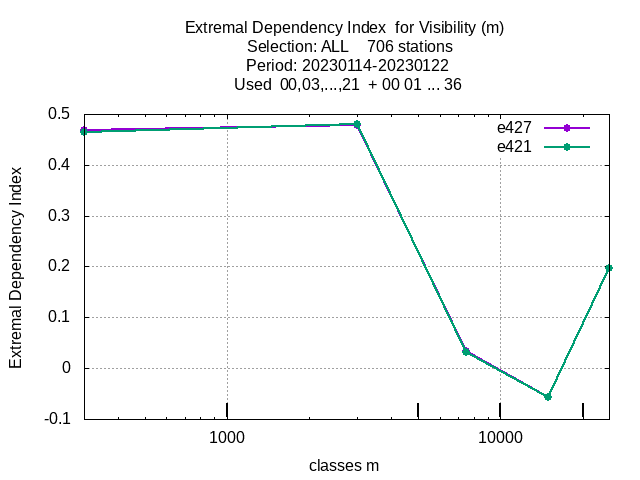 Extremal Dependency Index  for Visibility (m)
Selection: ALL    706 stations
Period: 20230114-20230122
Used  00,03,...,21  + 00 01 ... 36
Extremal Dependency Index
0.5
0.4
0.3
0.2
0.1
0
-0.1
e427
e421
1000
10000
classes m